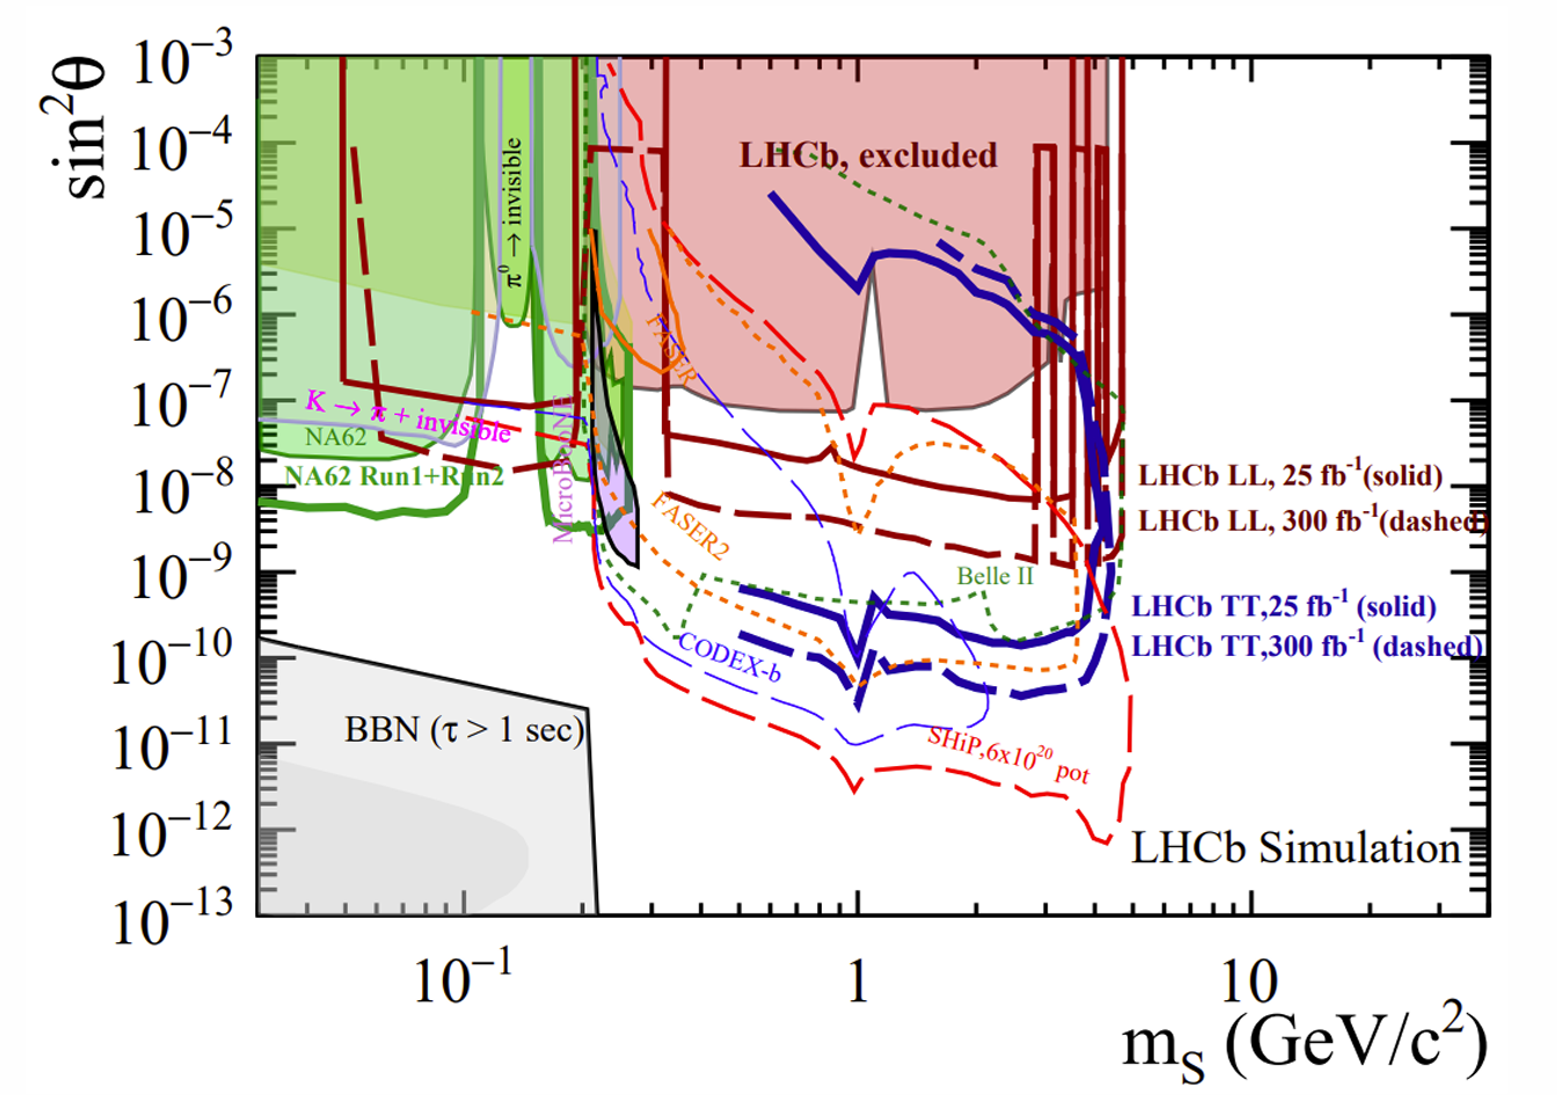 sin²θ
10⁻³
10⁻⁴
10⁻⁵
10⁻⁶
10⁻⁷
10⁻⁸
10⁻⁹
10⁻¹⁰
10⁻¹¹
10⁻¹²
10⁻¹³
π⁰ → invisible
LHCb, excluded
FASER
K → π + invisible
NA62
NA62 Run1+Run2
MicroBooNE
FASER2
Belle II
CODEX-b
SHiP,6x10²⁰ pot
BBN (τ > 1 sec)
LHCb LL, 25 fb⁻¹(solid)
LHCb LL, 300 fb⁻¹(dashed)
LHCb TT,25 fb⁻¹ (solid)
LHCb TT,300 fb⁻¹ (dashed)
LHCb Simulation
10⁻¹
1
10
m_S (GeV/c²)